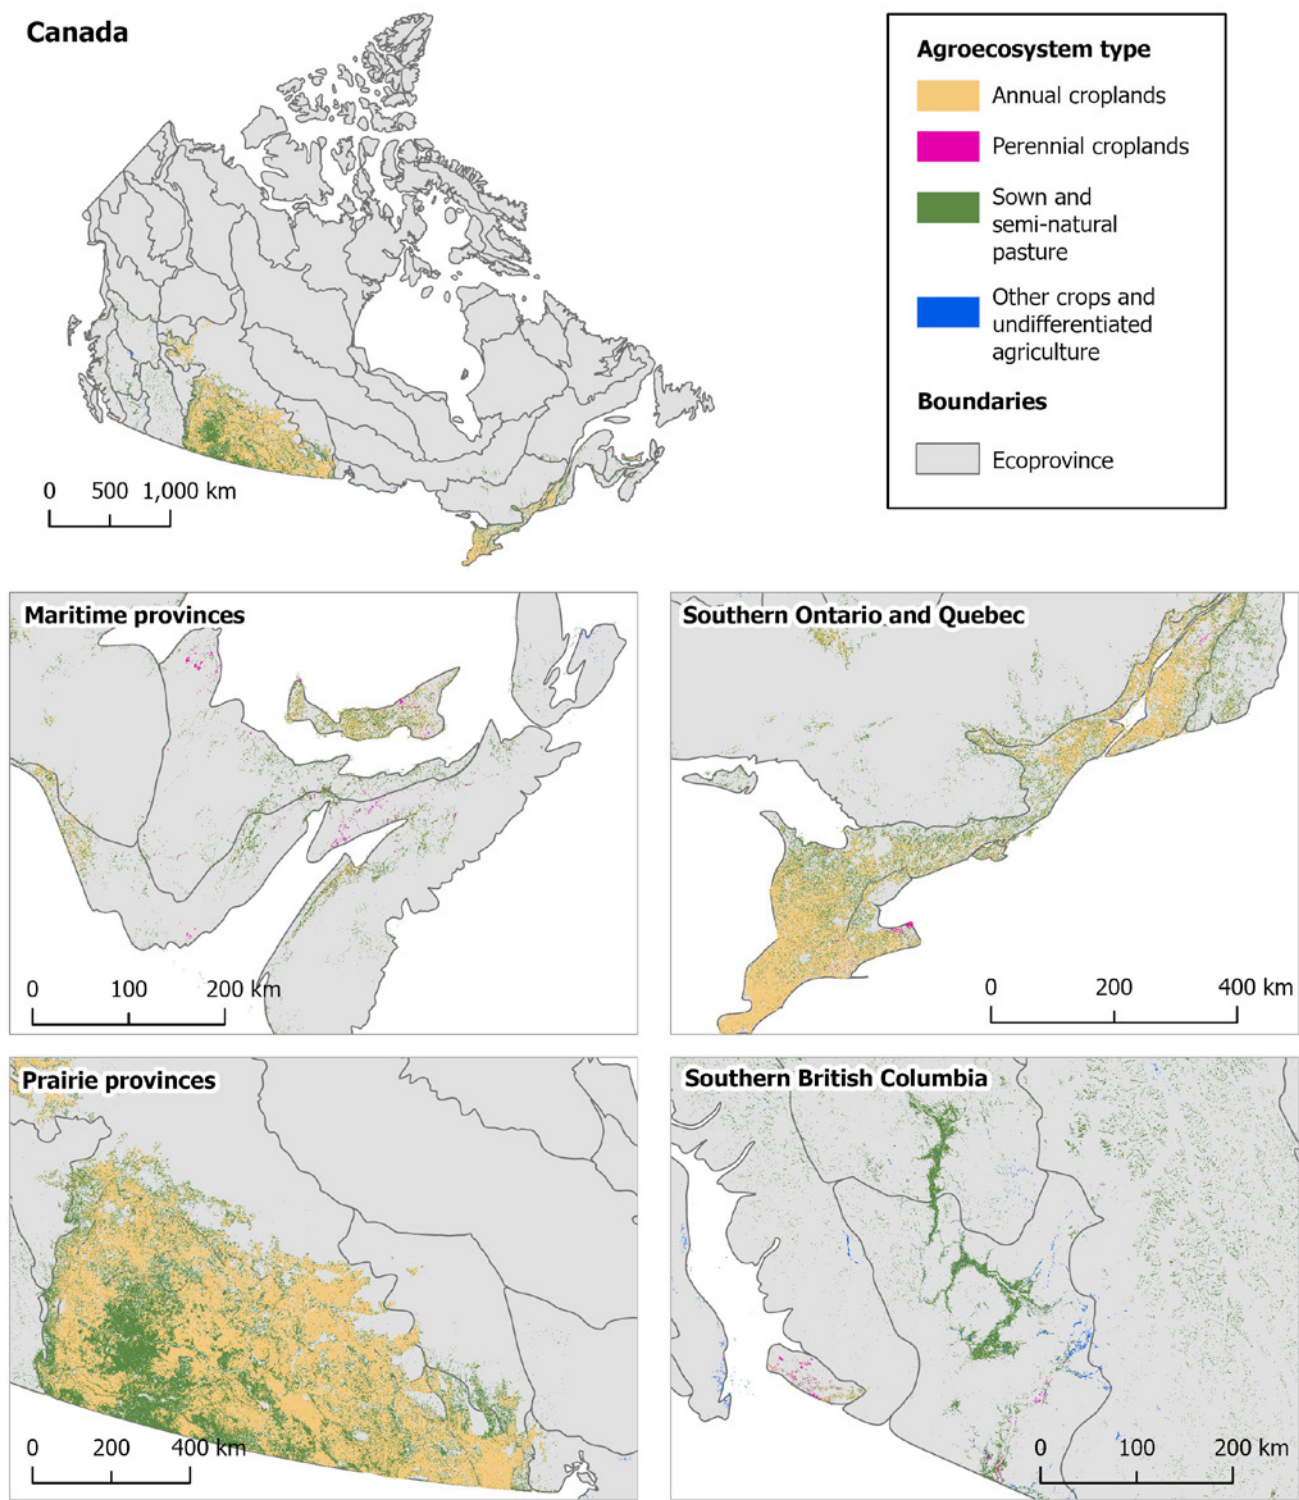 Canada
Agroecosystem type
Annual croplands
Perennial croplands
Sown and
semi-natural
pasture
Other crops and
undifferentiated
agriculture
Boundaries
Ecoprovince
0 500 1,000 km
Maritime provinces
0 100 200 km
Southern Ontario and Quebec
0 200 400 km
Prairie provinces
0 200 400 km
Southern British Columbia
0 100 200 km